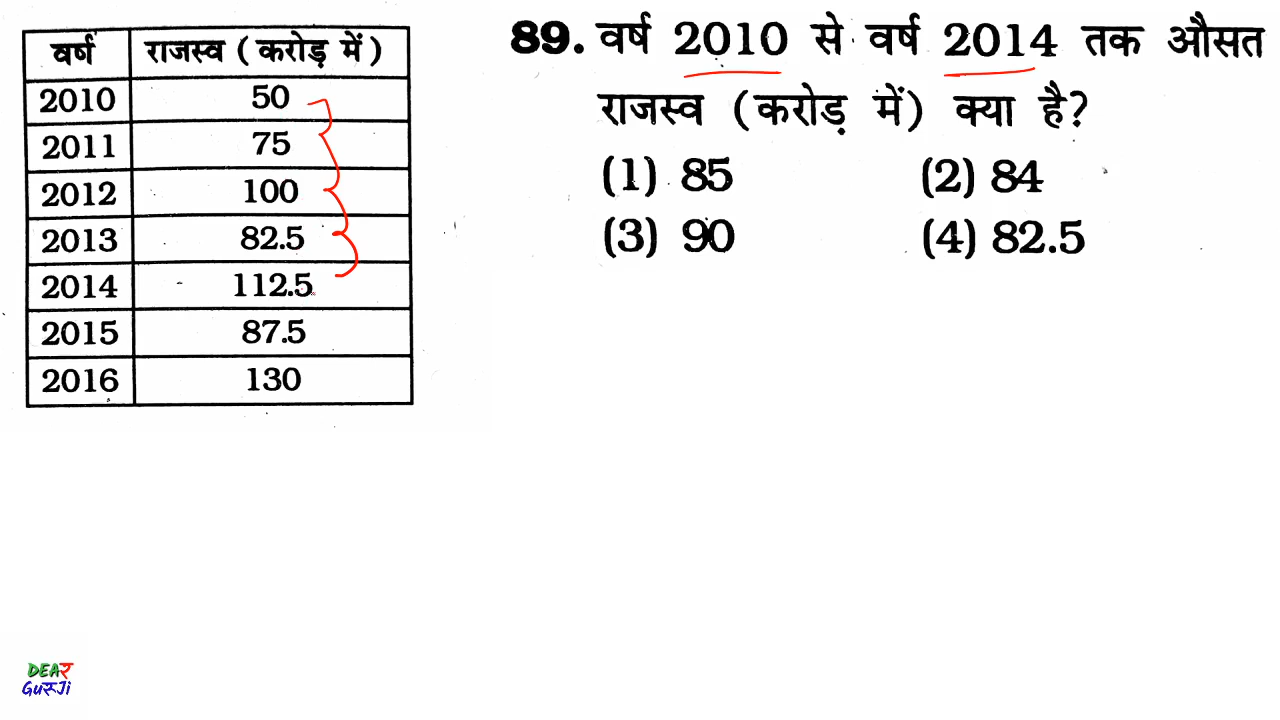 वर्ष राजस्व (करोड़ में)
2010 50
2011 75
2012 100
2013 82.5
2014 112.5
2015 87.5
2016 130
89. वर्ष 2010 से वर्ष 2014 तक औसत
राजस्व (करोड़ में) क्या है?
(1) 85 (2) 84
(3) 90 (4) 82.5
DEAR
GuरूJi